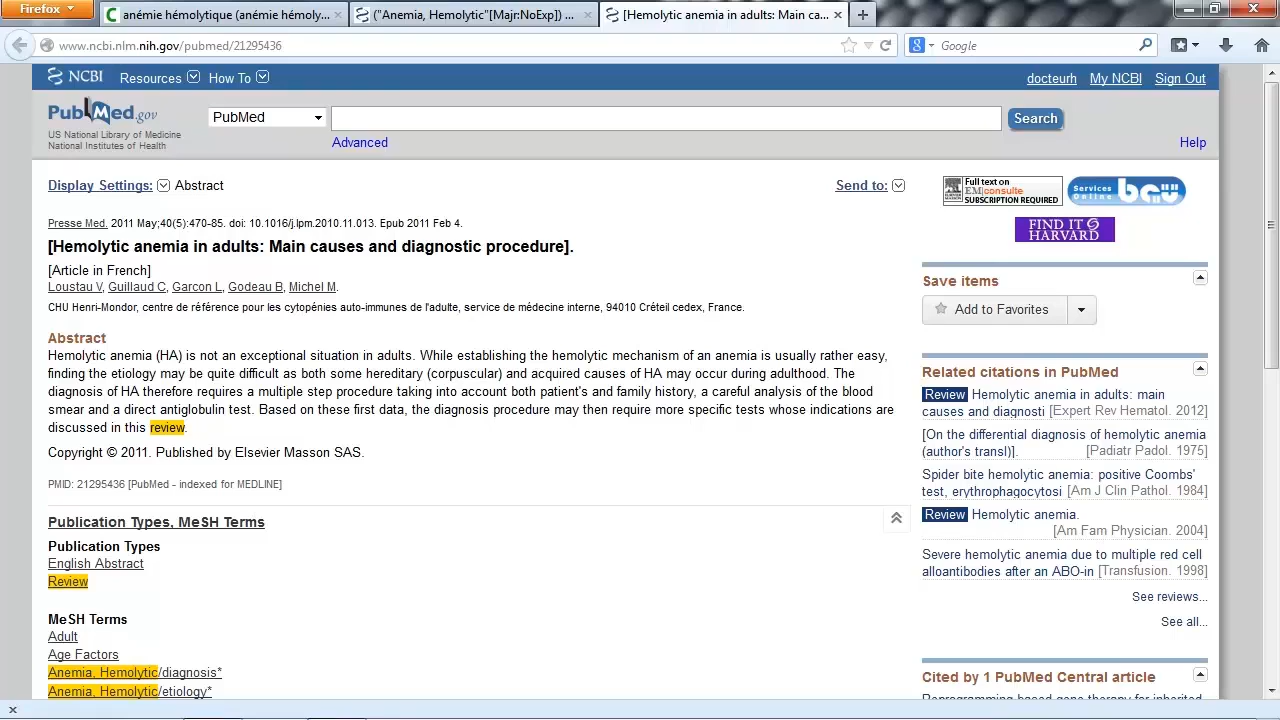 Firefox
anémie hémolytique (anémie hémoly...
("Anemia, Hemolytic"[Majr:NoExp]) ...
[Hemolytic anemia in adults: Main ca...
www.ncbi.nlm.nih.gov/pubmed/21295436
Google
NCBI Resources How To
docteurh My NCBI Sign Out
PubMed.gov
US National Library of Medicine
National Institutes of Health
PubMed
Search
Advanced
Help
Display Settings: Abstract
Send to:
Presse Med. 2011 May;40(5):470-85. doi: 10.1016/j.lpm.2010.11.013. Epub 2011 Feb 4.
[Hemolytic anemia in adults: Main causes and diagnostic procedure].
[Article in French]
Loustau V, Guillaud C, Garcon L, Godeau B, Michel M.
CHU Henri-Mondor, centre de référence pour les cytopénies auto-immunes de l'adulte, service de médecine interne, 94010 Créteil cedex, France.
Abstract
Hemolytic anemia (HA) is not an exceptional situation in adults. While establishing the hemolytic mechanism of an anemia is usually rather easy,
finding the etiology may be quite difficult as both some hereditary (corpuscular) and acquired causes of HA may occur during adulthood. The
diagnosis of HA therefore requires a multiple step procedure taking into account both patient's and family history, a careful analysis of the blood
smear and a direct antiglobulin test. Based on these first data, the diagnosis procedure may then require more specific tests whose indications are
discussed in this review.
Copyright © 2011. Published by Elsevier Masson SAS.
PMID: 21295436 [PubMed - indexed for MEDLINE]
Publication Types, MeSH Terms
Publication Types
English Abstract
Review
MeSH Terms
Adult
Age Factors
Anemia, Hemolytic/diagnosis*
Anemia, Hemolytic/etiology*
Full text on
EM|consulte
SUBSCRIPTION REQUIRED
Services
Online bcu
FIND IT @
HARVARD
Save items
Add to Favorites
Related citations in PubMed
Review Hemolytic anemia in adults: main
causes and diagnosti [Expert Rev Hematol. 2012]
[On the differential diagnosis of hemolytic anemia
(author's transl)]. [Padiatr Padol. 1975]
Spider bite hemolytic anemia: positive Coombs'
test, erythrophagocytosi [Am J Clin Pathol. 1984]
Review Hemolytic anemia.
[Am Fam Physician. 2004]
Severe hemolytic anemia due to multiple red cell
alloantibodies after an ABO-in [Transfusion. 1998]
See reviews...
See all...
Cited by 1 PubMed Central article
Reprogramming-based gene therapy for inherited